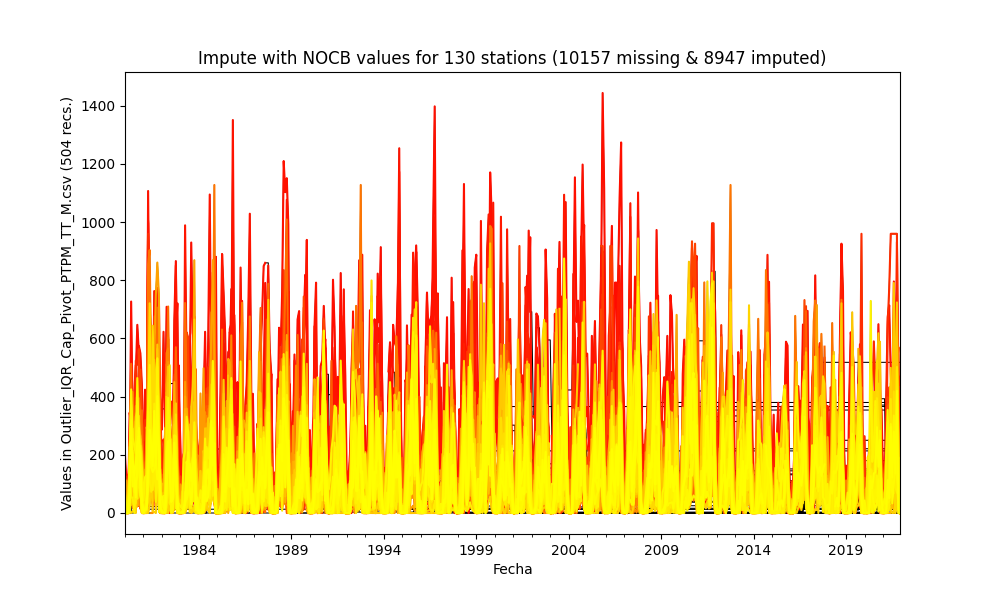 Impute with NOCB values for 130 stations (10157 missing & 8947 imputed)
Values in Outlier_IQR_Cap_Pivot_PTPM_TT_M.csv (504 recs.)
1400
1200
1000
800
600
400
200
0
1984 1989 1994 1999 2004 2009 2014 2019
Fecha